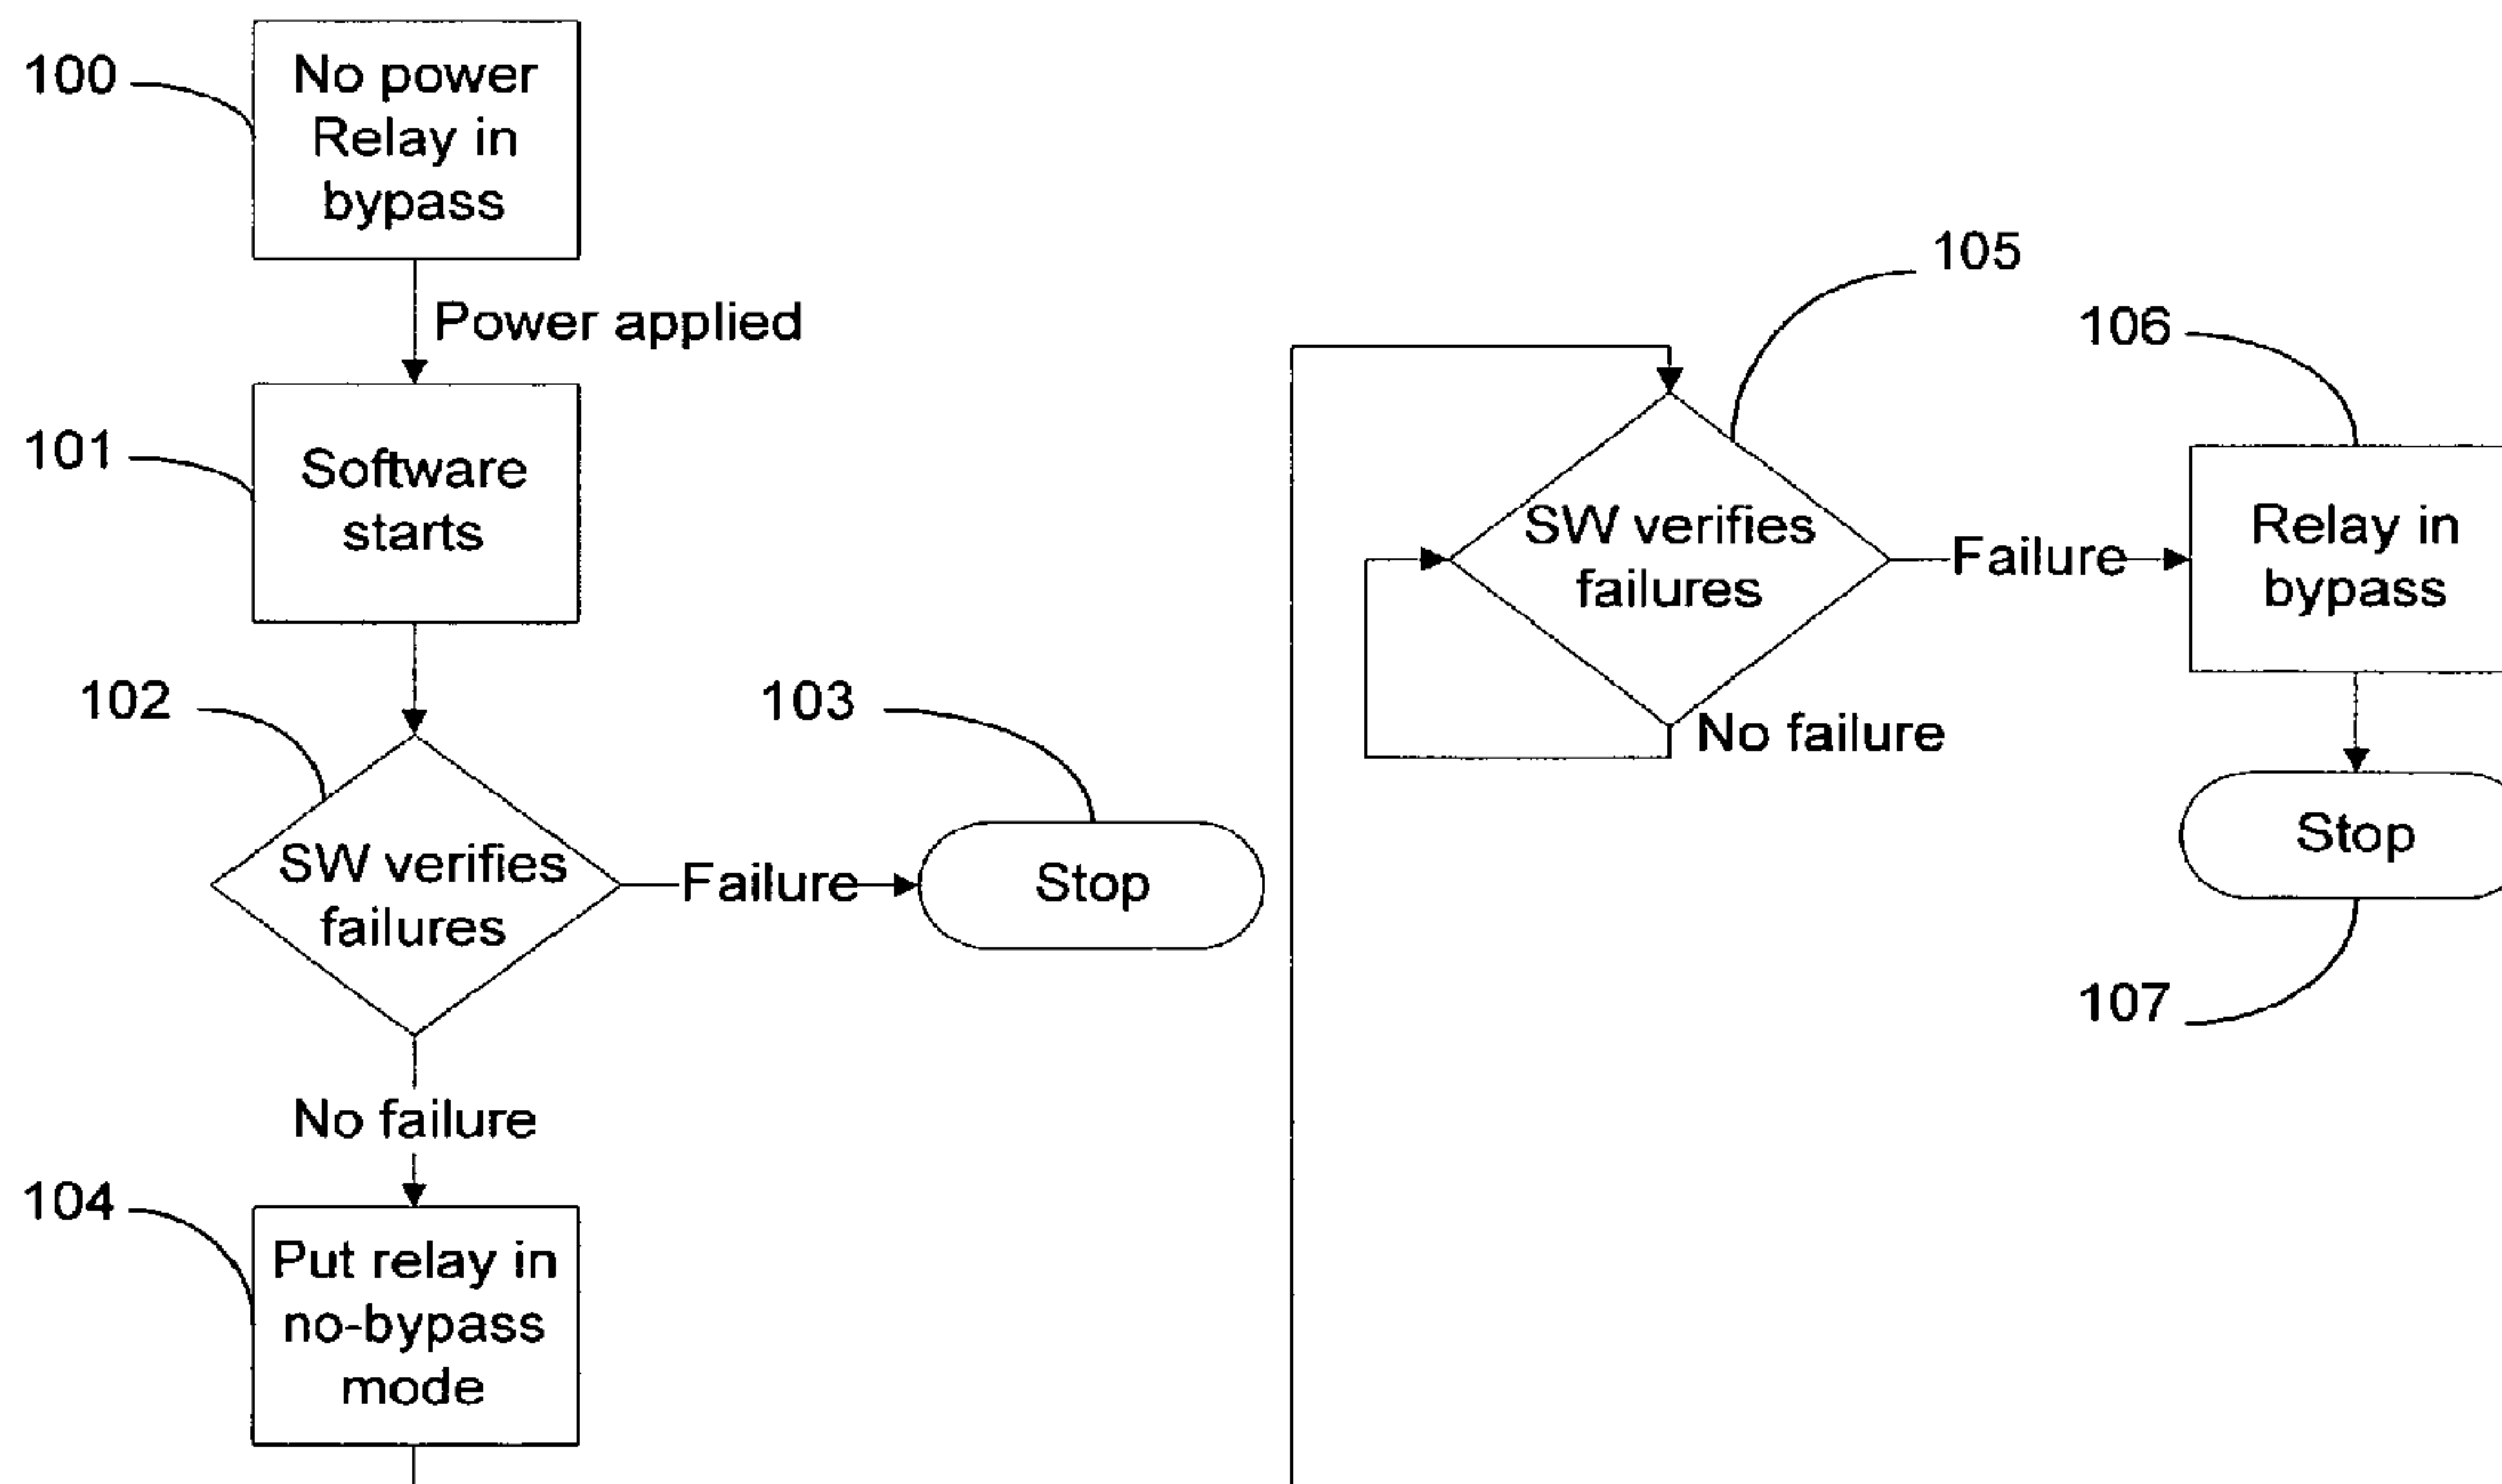 100
No power
Relay in
bypass
Power applied
101
Software
starts
102
SW verifies
failures
Failure
103
Stop
No failure
104
Put relay in
no-bypass
mode
105
SW verifies
failures
Failure
No failure
106
Relay in
bypass
Stop
107